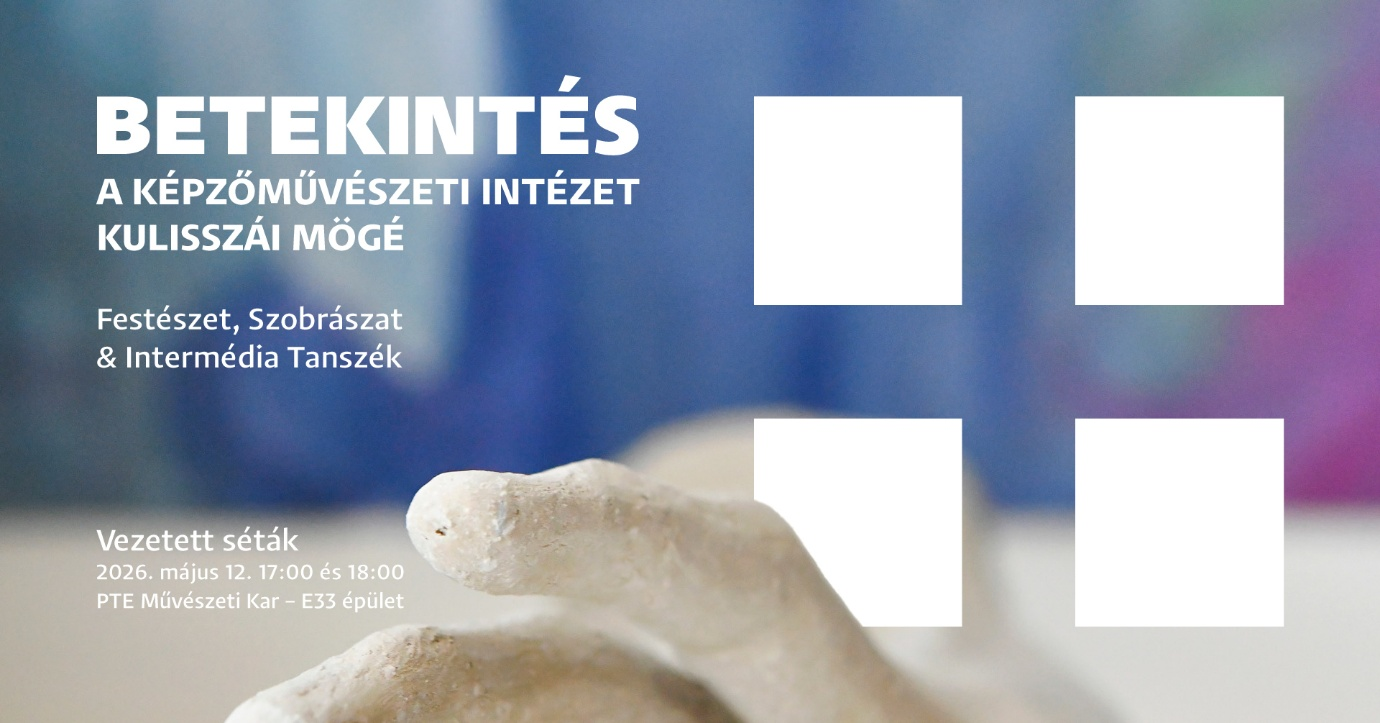 BETEKINTÉS
A KÉPZŐMŰVÉSZETI INTÉZET
KULISSZÁI MÖGÉ
Festészet, Szobrászat
& Intermédia Tanszék
Vezetett séták
2026. május 12. 17:00 és 18:00
PTE Művészeti Kar – E33 épület